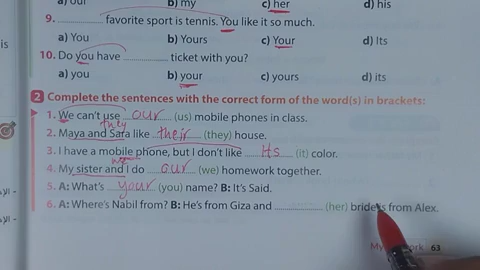 a) our b) my c) her d) his
9. ............ favorite sport is tennis. You like it so much.
a) You b) Yours c) Your d) Its
10. Do you have ............ ticket with you?
a) you b) your c) yours d) its
2 Complete the sentences with the correct form of the word(s) in brackets:
1. We can't use our (us) mobile phones in class.
they
2. Maya and Sara like their (they) house.
3. I have a mobile phone, but I don't like Its (it) color.
we
4. My sister and I do our (we) homework together.
5. A: What's your (you) name? B: It's Said.
6. A: Where's Nabil from? B: He's from Giza and ............ (her) bride is from Alex.
63